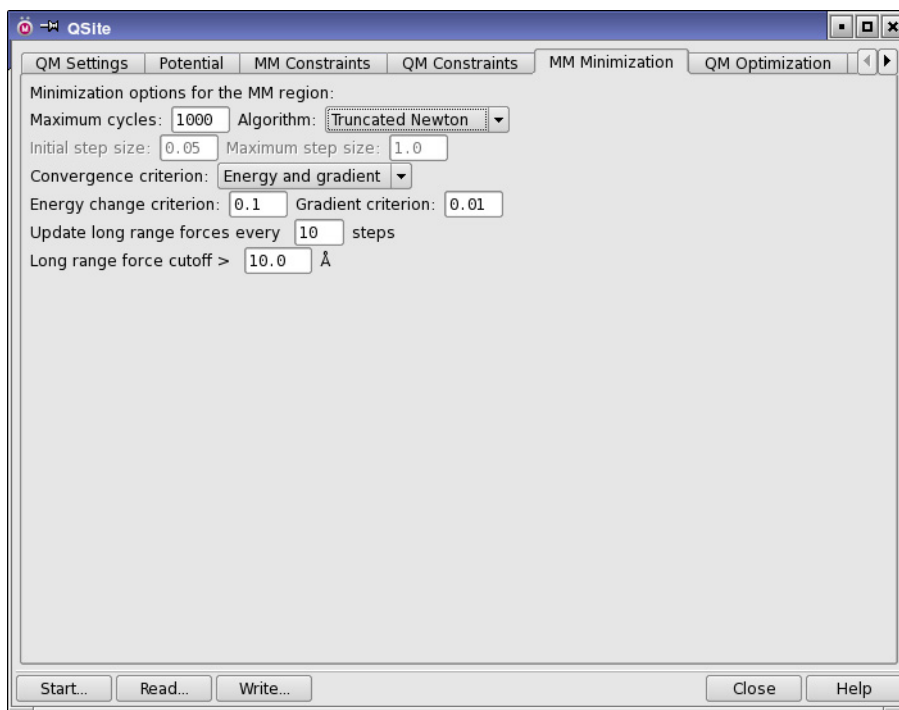 QSite
QM Settings Potential MM Constraints QM Constraints MM Minimization QM Optimization
Minimization options for the MM region:
Maximum cycles: 1000 Algorithm: Truncated Newton
Initial step size: 0.05 Maximum step size: 1.0
Convergence criterion: Energy and gradient
Energy change criterion: 0.1 Gradient criterion: 0.01
Update long range forces every 10 steps
Long range force cutoff > 10.0 Å
Start... Read... Write... Close Help